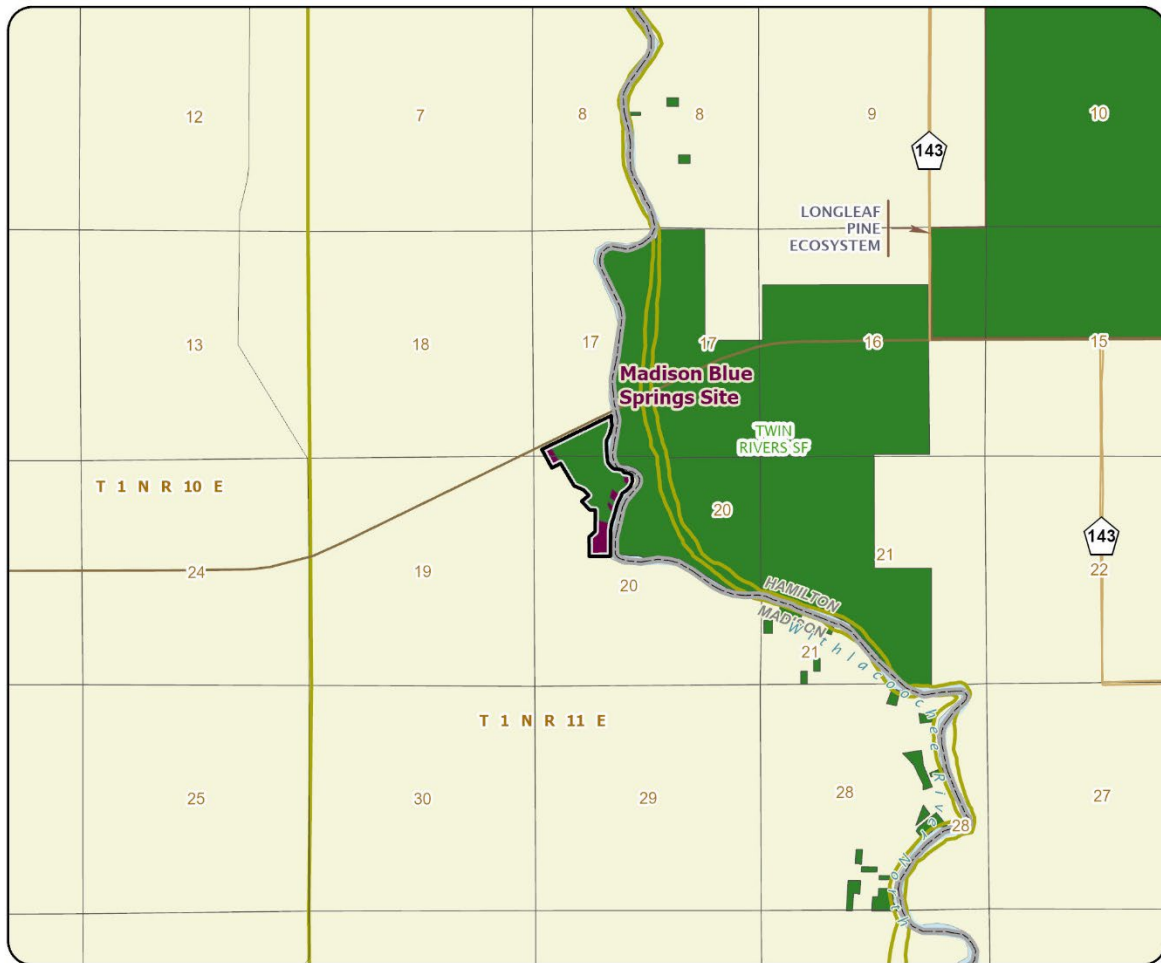 12
7
8
8
9
10
143
LONGLEAF
PINE
ECOSYSTEM
13
18
17
17
16
15
Madison Blue
Springs Site
TWIN
RIVERS SF
T 1 N R 10 E
20
143
21
24
19
20
22
HAMILTON
MADISON
21
Withlacoochee River North
T 1 N R 11 E
25
30
29
28
27
28